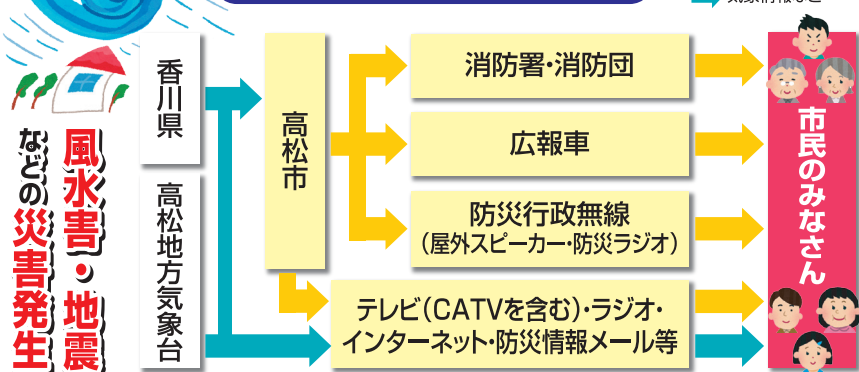 風水害・地震
などの災害発生
香川県
高松地方気象台
高松市
消防署・消防団
広報車
防災行政無線
(屋外スピーカー・防災ラジオ)
テレビ(CATVを含む)・ラジオ・
インターネット・防災情報メール等
市民のみなさん